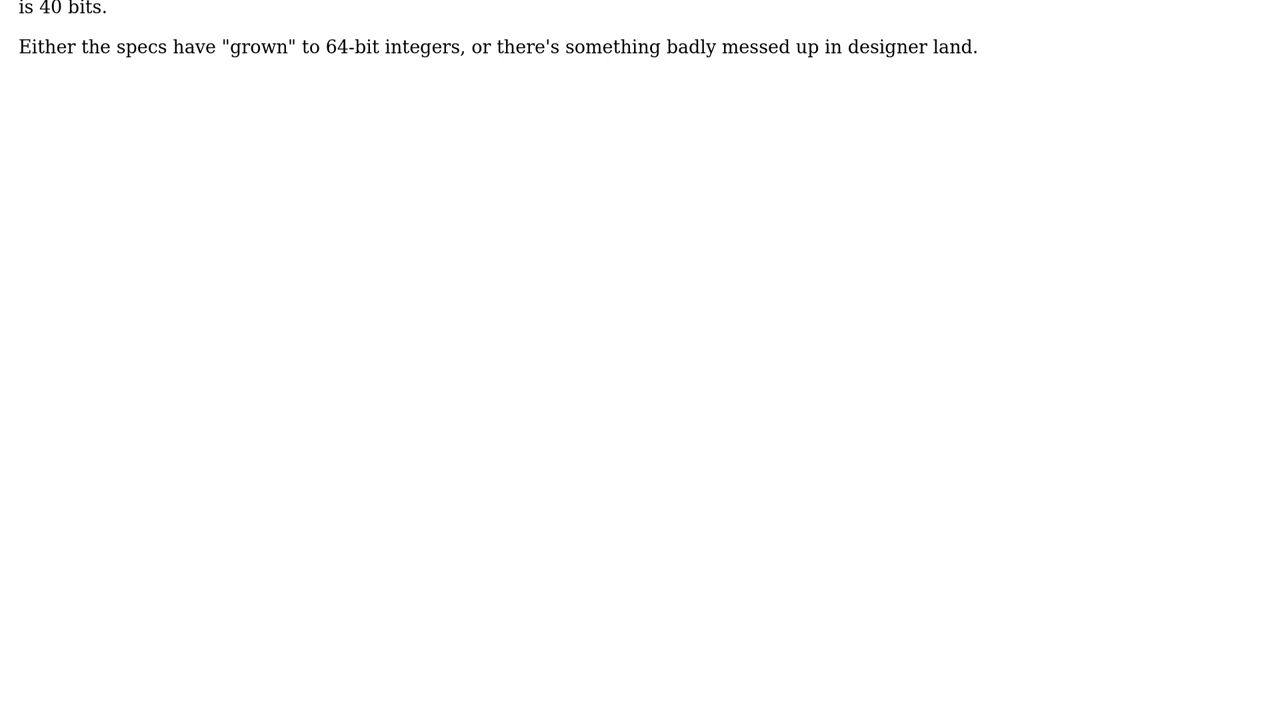 is 40 bits.
Either the specs have "grown" to 64-bit integers, or there's something badly messed up in designer land.